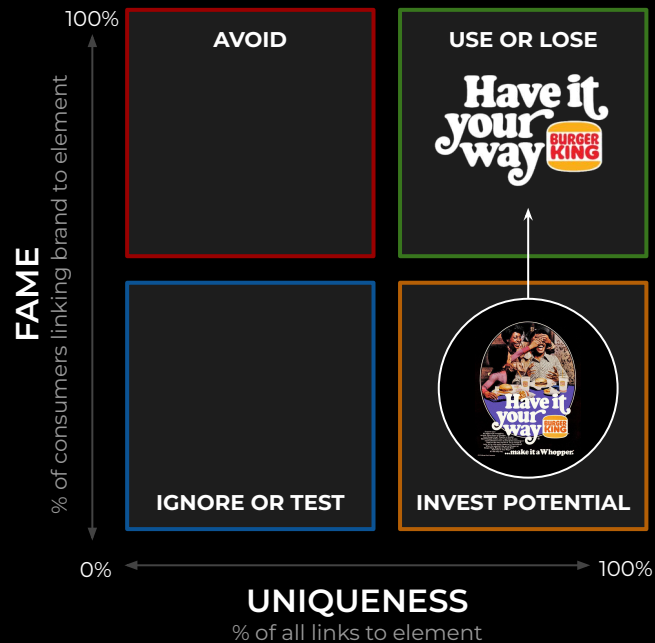 100%
AVOID
USE OR LOSE
Have it
your
way
BURGER
KING
FAME
% of consumers linking brand to element
Have it
your
way
BURGER
KING
...make it a Whopper.
IGNORE OR TEST
INVEST POTENTIAL
0%
100%
UNIQUENESS
% of all links to element